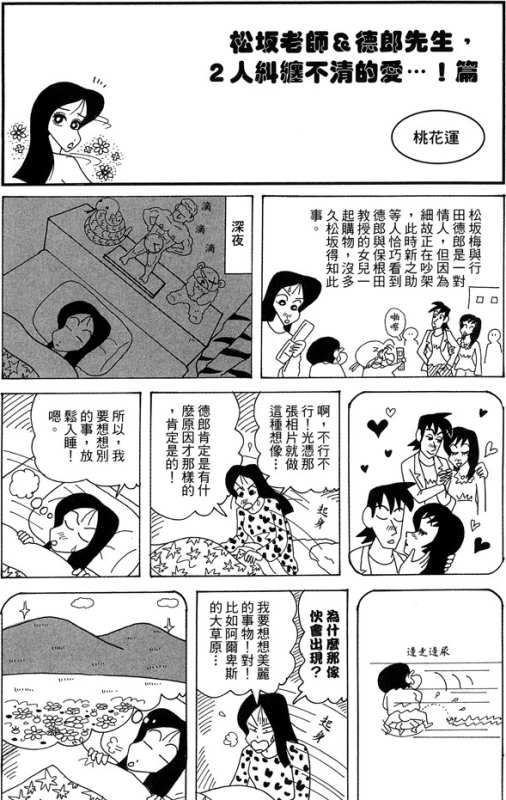 松坂老師＆德郎先生，
２人糾纏不清的愛…！篇
桃花運
松坂梅與行
田德郎是一對
情人，但因為
細故正在吵架
，此時新之助
等人恰巧看到
德郎與保根田
教授的女兒一
起購物，沒多
久松坂得知此
事。
啪喔
深夜
滴
滴
滴
啊，不行不
行！光憑那
張相片就做
這種想像…
起身
德郎肯定是有什
麼原因才那樣的
，肯定是的！
所以，我
要想想別
的事，放
鬆入睡！
嗯。
邊走邊尿
為什麼那像
伙會出現？
起身
我要想想美麗
的事物！對！
比如阿爾卑斯
的大草原…